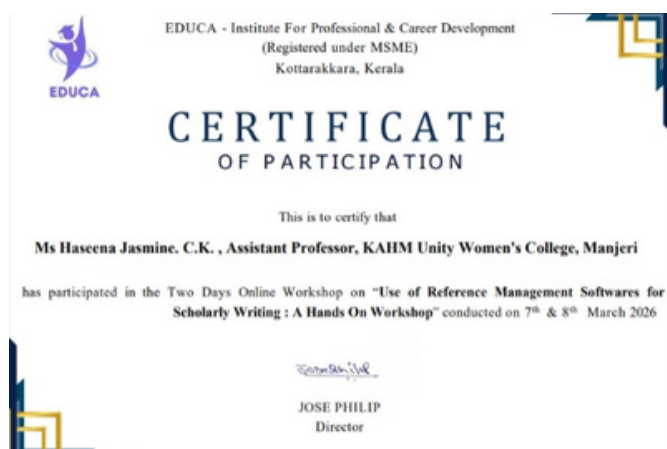 EDUCA - Institute For Professional & Career Development
(Registered under MSME)
Kottarakkara, Kerala
EDUCA
CERTIFICATE
OF PARTICIPATION
This is to certify that
Ms Haseena Jasmine. C.K. , Assistant Professor, KAHM Unity Women's College, Manjeri
has participated in the Two Days Online Workshop on "Use of Reference Management Softwares for
Scholarly Writing : A Hands On Workshop" conducted on 7th & 8th March 2026
JOSE PHILIP
Director